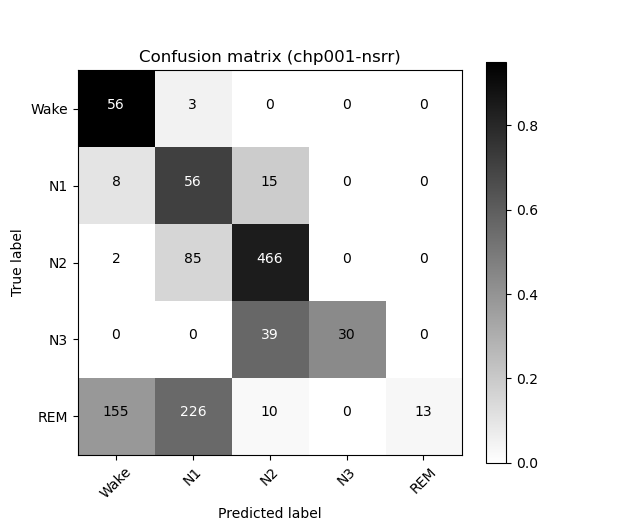 Confusion matrix (chp001-nsrr)
Wake 56 3 0 0 0
N1 8 56 15 0 0
N2 2 85 466 0 0
N3 0 0 39 30 0
REM 155 226 10 0 13
Wake N1 N2 N3 REM
Predicted label
True label
0.8
0.6
0.4
0.2
0.0